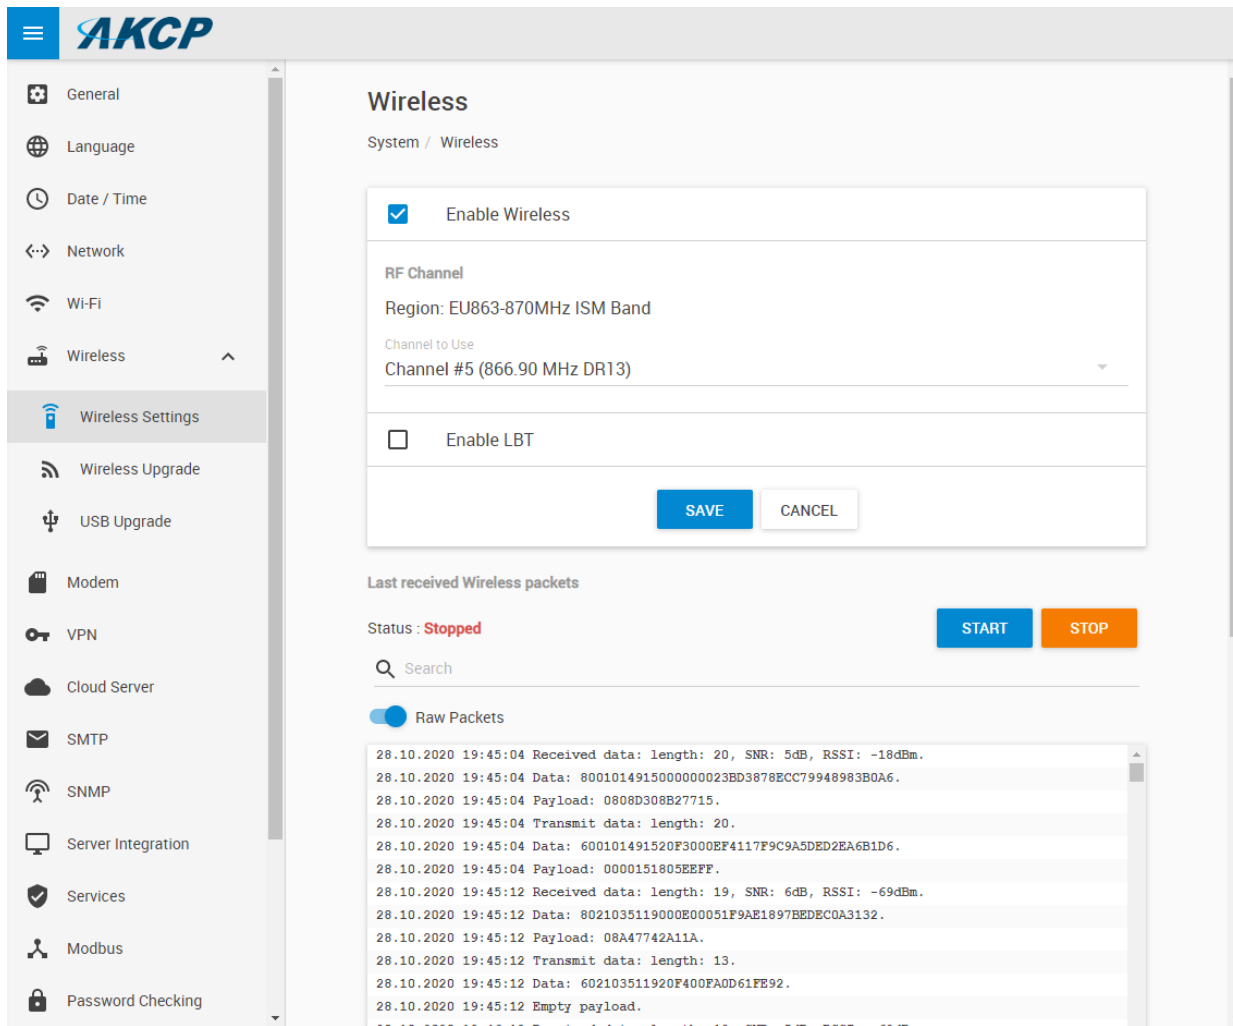 AKCP
General
Language
Date / Time
Network
Wi-Fi
Wireless
Wireless Settings
Wireless Upgrade
USB Upgrade
Modem
VPN
Cloud Server
SMTP
SNMP
Server Integration
Services
Modbus
Password Checking
Wireless
System / Wireless
Enable Wireless
RF Channel
Region: EU863-870MHz ISM Band
Channel to Use
Channel #5 (866.90 MHz DR13)
Enable LBT
SAVE CANCEL
Last received Wireless packets
Status : Stopped
START STOP
Search
Raw Packets
28.10.2020 19:45:04 Received data: length: 20, SNR: 5dB, RSSI: -18dBm.
28.10.2020 19:45:04 Data: 8001014915000000023BD3878ECC79948983B0A6.
28.10.2020 19:45:04 Payload: 0808D308B27715.
28.10.2020 19:45:04 Transmit data: length: 20.
28.10.2020 19:45:04 Data: 600101491520F3000EF4117F9C9A5DED2EA6B1D6.
28.10.2020 19:45:04 Payload: 0000151805EEFF.
28.10.2020 19:45:12 Received data: length: 19, SNR: 6dB, RSSI: -69dBm.
28.10.2020 19:45:12 Data: 8021035119000E00051F9AE1897BEDEC0A3132.
28.10.2020 19:45:12 Payload: 08A47742A11A.
28.10.2020 19:45:12 Transmit data: length: 13.
28.10.2020 19:45:12 Data: 602103511920F400FA0D61FE92.
28.10.2020 19:45:12 Empty payload.